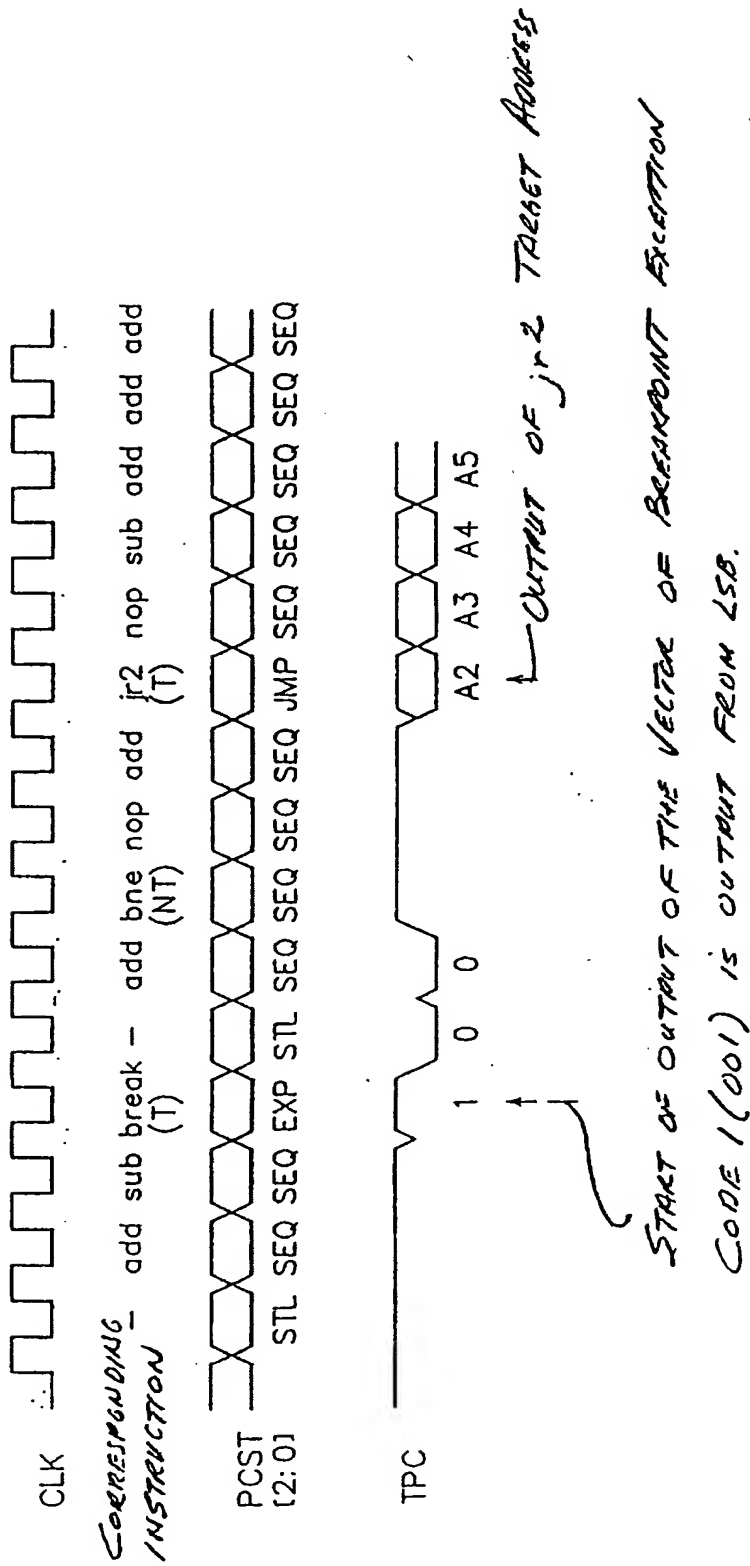 CLK
CORRESPONDING INSTRUCTION
– add sub break – add bne nop add jr2 nop sub add add add
(T) (NT) (T)
PCST
[2:0]
STL SEQ SEQ EXP STL SEQ SEQ SEQ SEQ JMP SEQ SEQ SEQ SEQ SEQ
TPC
1 0 0 A2 A3 A4 A5
OUTPUT OF jr2 TARGET ADDRESS
START OF OUTPUT OF THE VECTOR OF BREAKPOINT EXCEPTION
CODE 1(001) is OUTPUT FROM LSB.